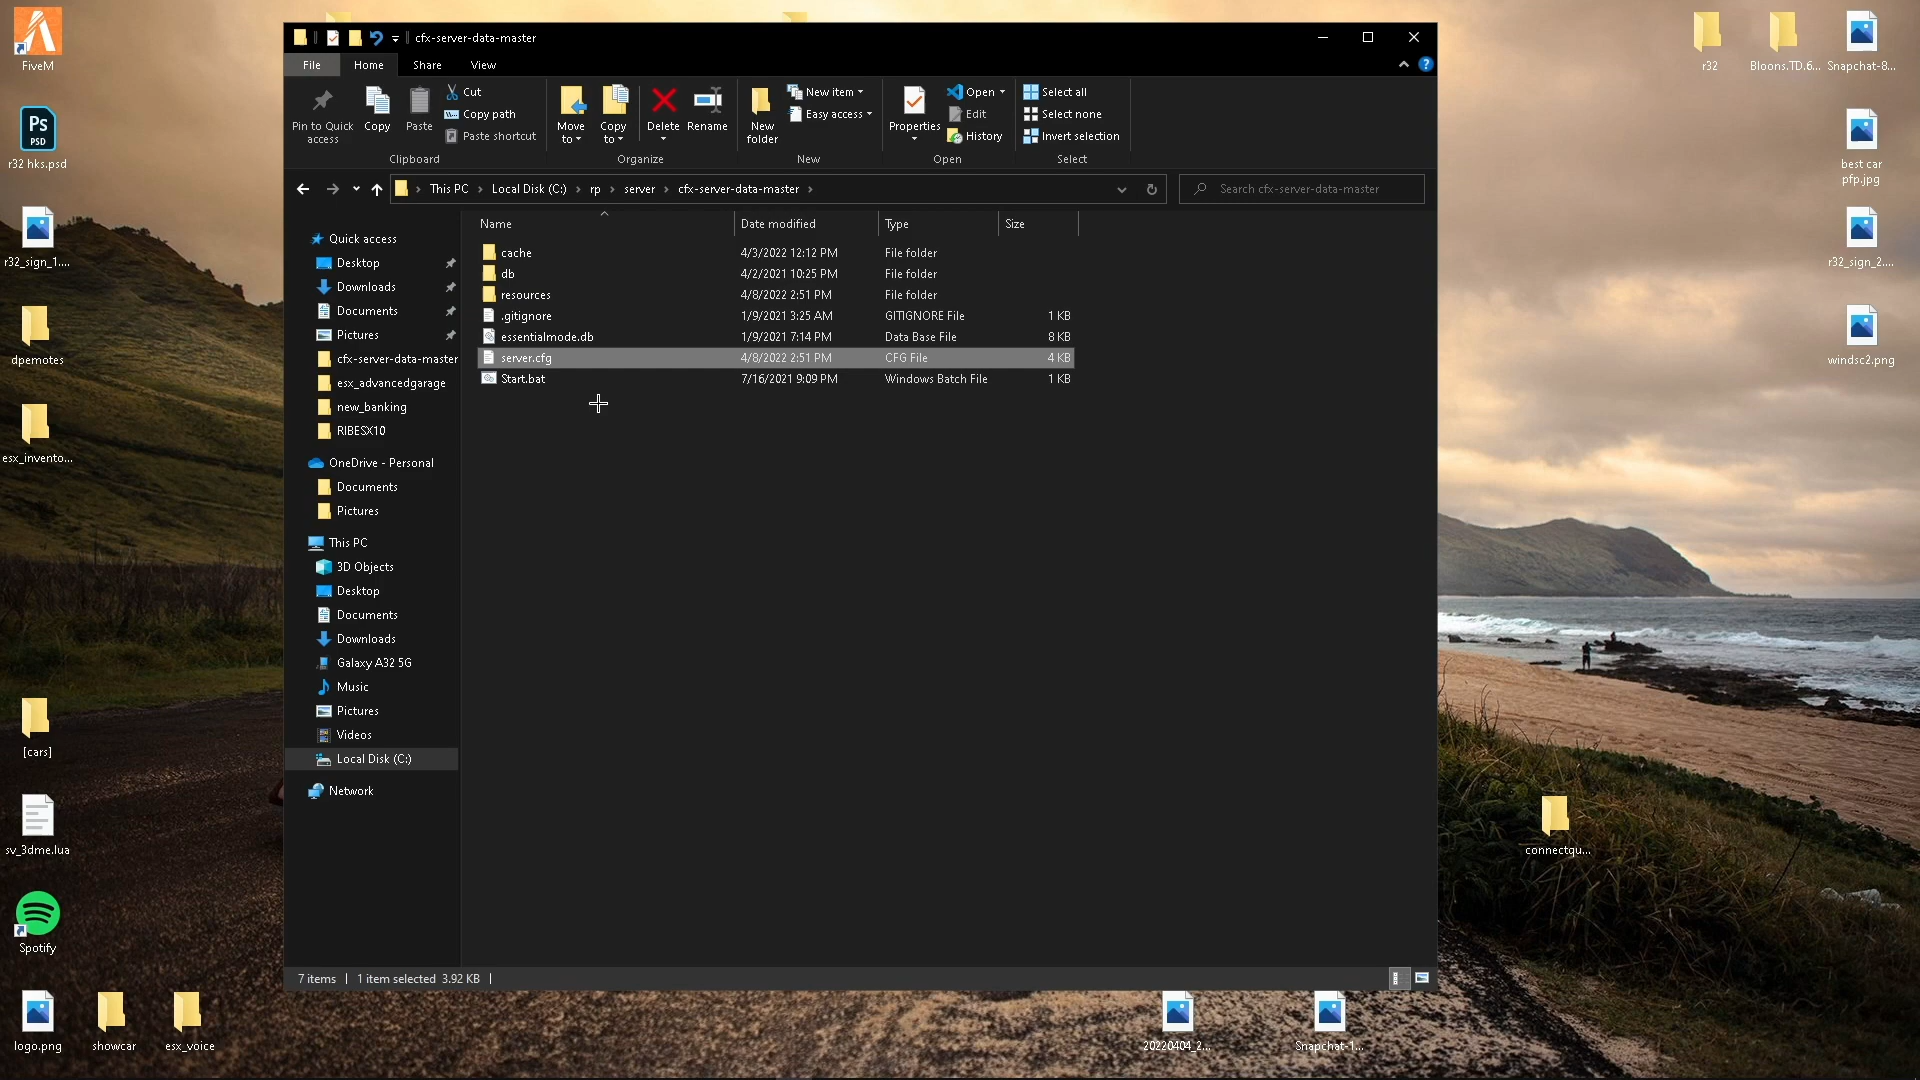 FiveM
Ps
PSD
r32 hks.psd
r32_sign_1....
dpemotes
esx_invento...
[cars]
sv_3dme.lua
Spotify
logo.png
showcar
esx_voice
cfx-server-data-master
File
Home
Share
View
Pin to Quick access
Copy
Paste
Cut
Copy path
Paste shortcut
Clipboard
Move to
Copy to
Delete
Rename
Organize
New folder
New item
Easy access
New
Properties
Open
Edit
History
Open
Select all
Select none
Invert selection
Select
This PC
Local Disk (C:)
rp
server
cfx-server-data-master
Search cfx-server-data-master
Quick access
Desktop
Downloads
Documents
Pictures
cfx-server-data-master
esx_advancedgarage
new_banking
RIBESX10
OneDrive - Personal
Documents
Pictures
This PC
3D Objects
Desktop
Documents
Downloads
Galaxy A32 5G
Music
Pictures
Videos
Local Disk (C:)
Network
Name Date modified Type Size
cache 4/3/2022 12:12 PM File folder
db 4/2/2021 10:25 PM File folder
resources 4/8/2022 2:51 PM File folder
.gitignore 1/9/2021 3:25 AM GITIGNORE File 1 KB
essentialmode.db 1/9/2021 7:14 PM Data Base File 8 KB
server.cfg 4/8/2022 2:51 PM CFG File 4 KB
Start.bat 7/16/2021 9:09 PM Windows Batch File 1 KB
7 items 1 item selected 3.92 KB
r32
Bloons.TD.6...
Snapchat-8...
best car
pfp.jpg
r32_sign_2....
windsc2.png
connectqu...
20220404_2...
Snapchat-1...